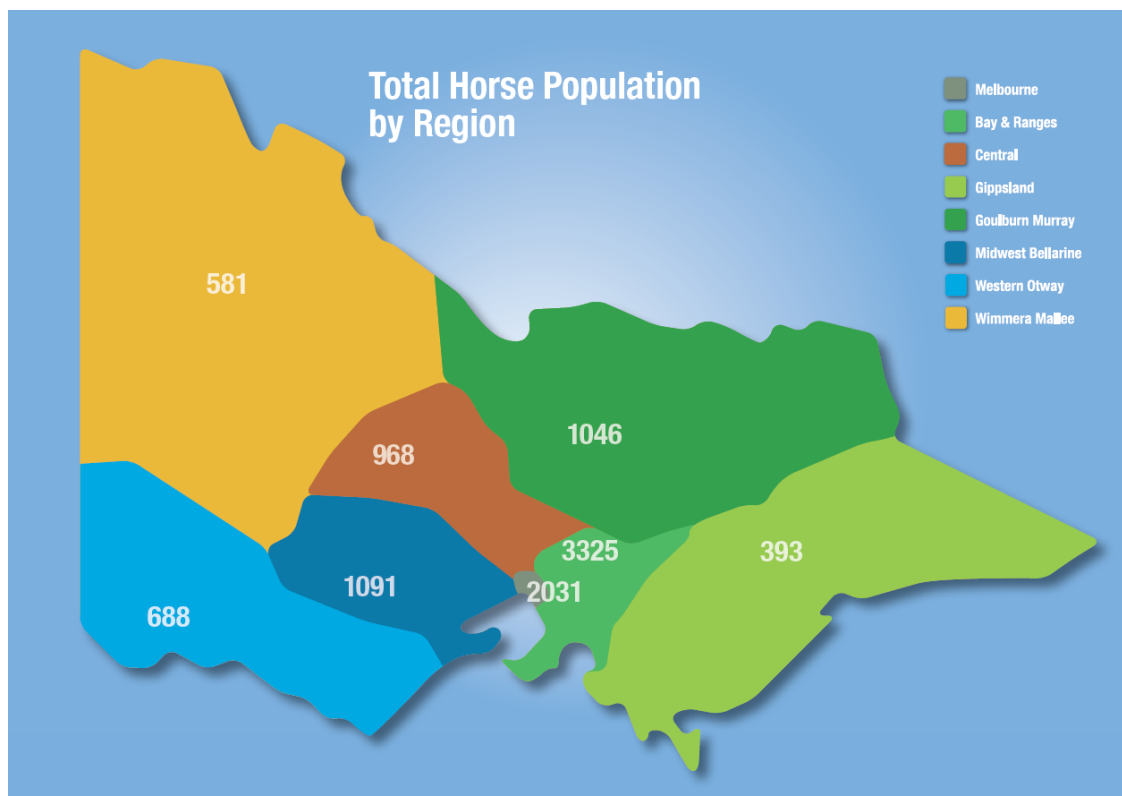 Total Horse Population
by Region
Melbourne
Bay & Ranges
Central
Gippsland
Goulburn Murray
Midwest Bellarine
Western Otway
Wimmera Mallee
581
1046
968
3325
393
1091
2031
688